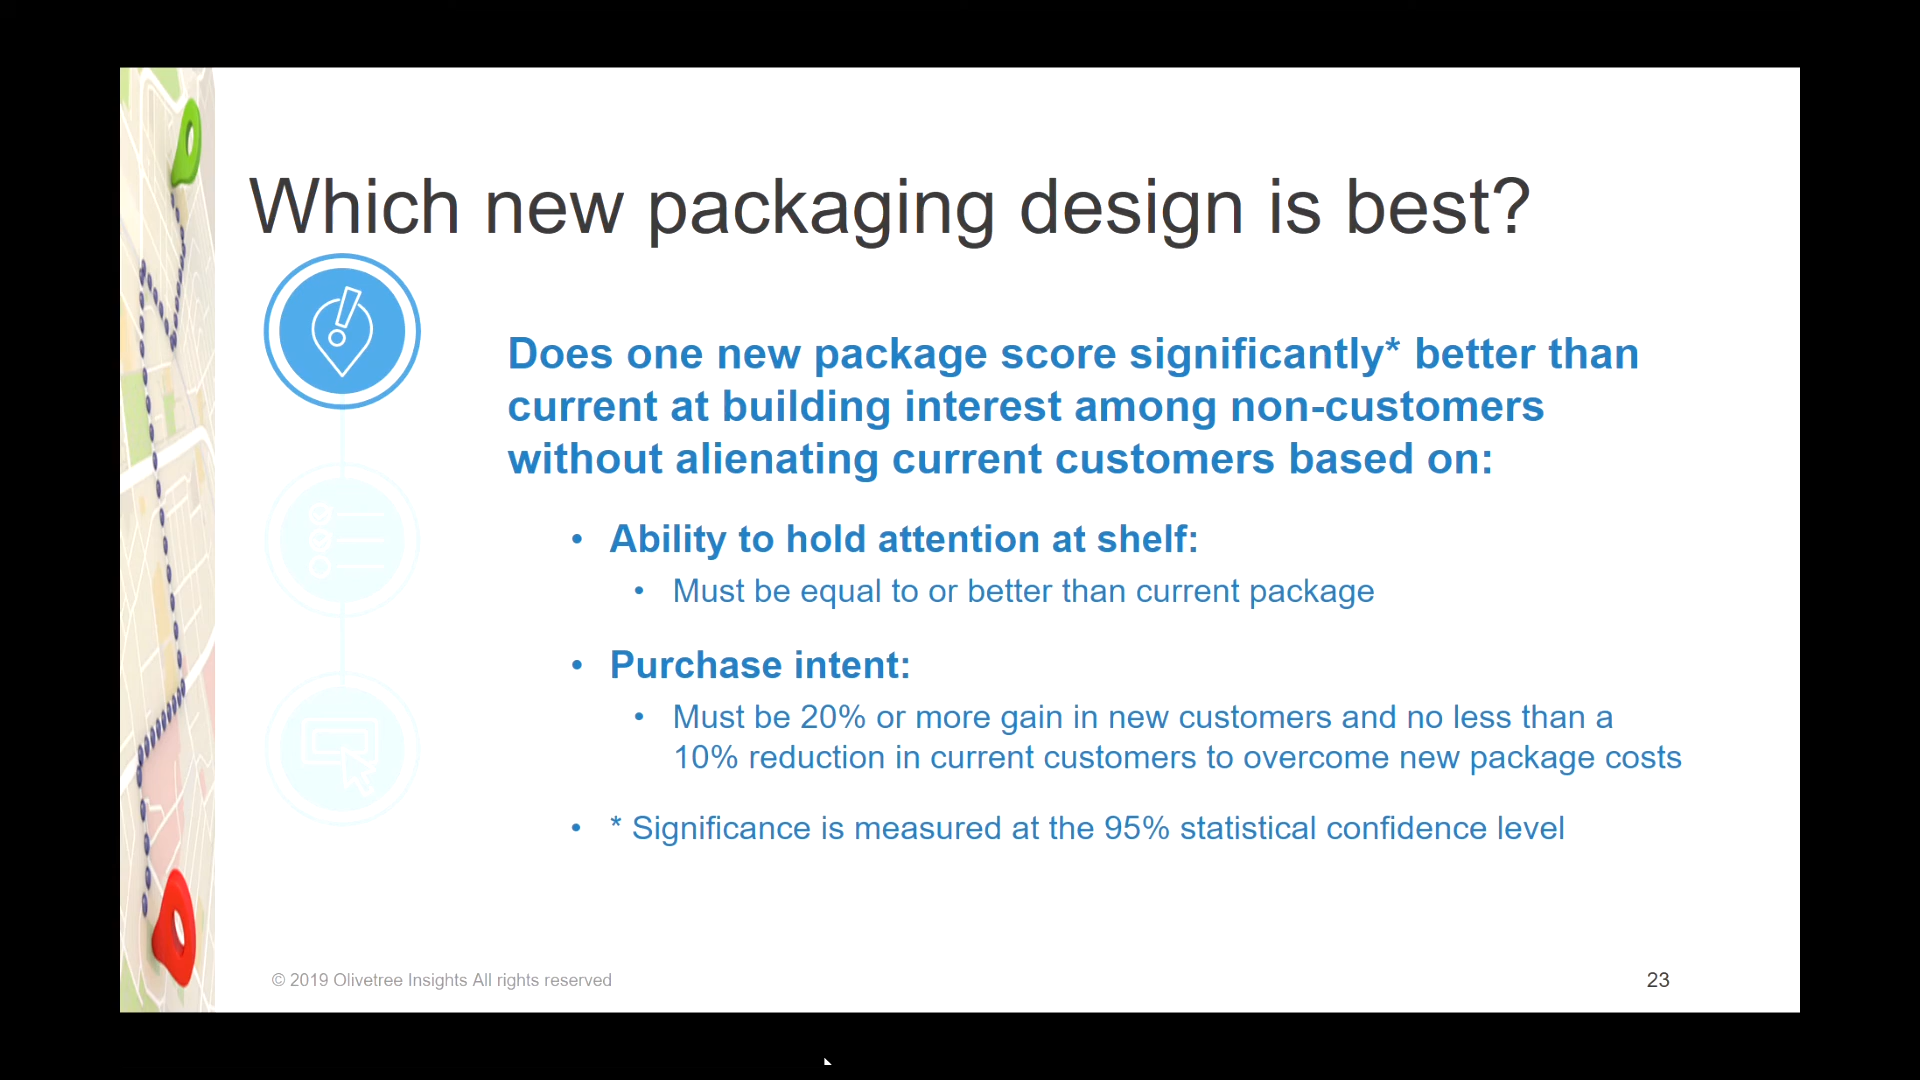 Which new packaging design is best?
Does one new package score significantly* better than
current at building interest among non-customers
without alienating current customers based on:
• Ability to hold attention at shelf:
• Must be equal to or better than current package
• Purchase intent:
• Must be 20% or more gain in new customers and no less than a
10% reduction in current customers to overcome new package costs
• * Significance is measured at the 95% statistical confidence level
© 2019 Olivetree Insights All rights reserved
23